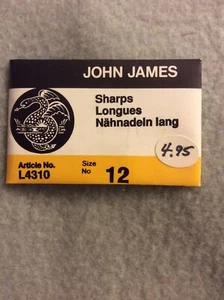 JOHN JAMES
Sharps
Longues
Nähnadeln lang
4.95
Article No.
L4310
Size
No 12